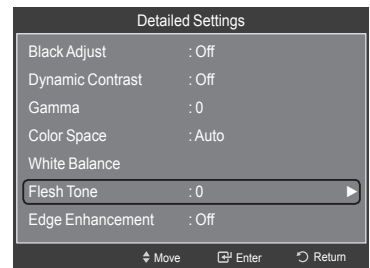 Detailed Settings
Black Adjust : Off
Dynamic Contrast : Off
Gamma : 0
Color Space : Auto
White Balance
Flesh Tone : 0
Edge Enhancement : Off
Move Enter Return